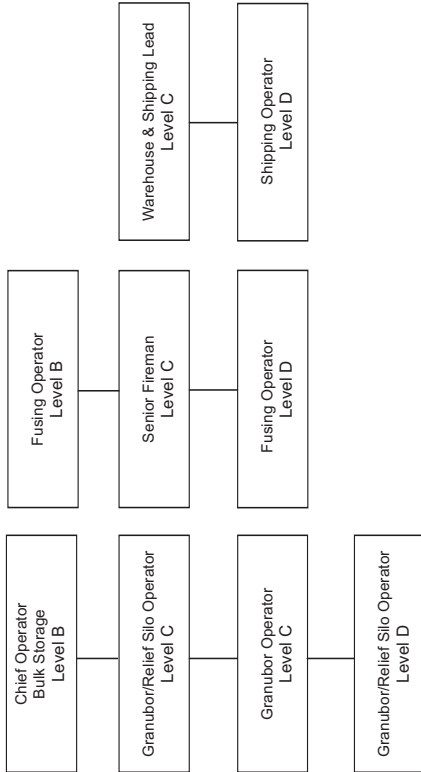 Chief Operator
Bulk Storage
Level B
Granubor/Relief Silo Operator
Level C
Granubor Operator
Level C
Granubor/Relief Silo Operator
Level D
Fusing Operator
Level B
Senior Fireman
Level C
Fusing Operator
Level D
Warehouse & Shipping Lead
Level C
Shipping Operator
Level D